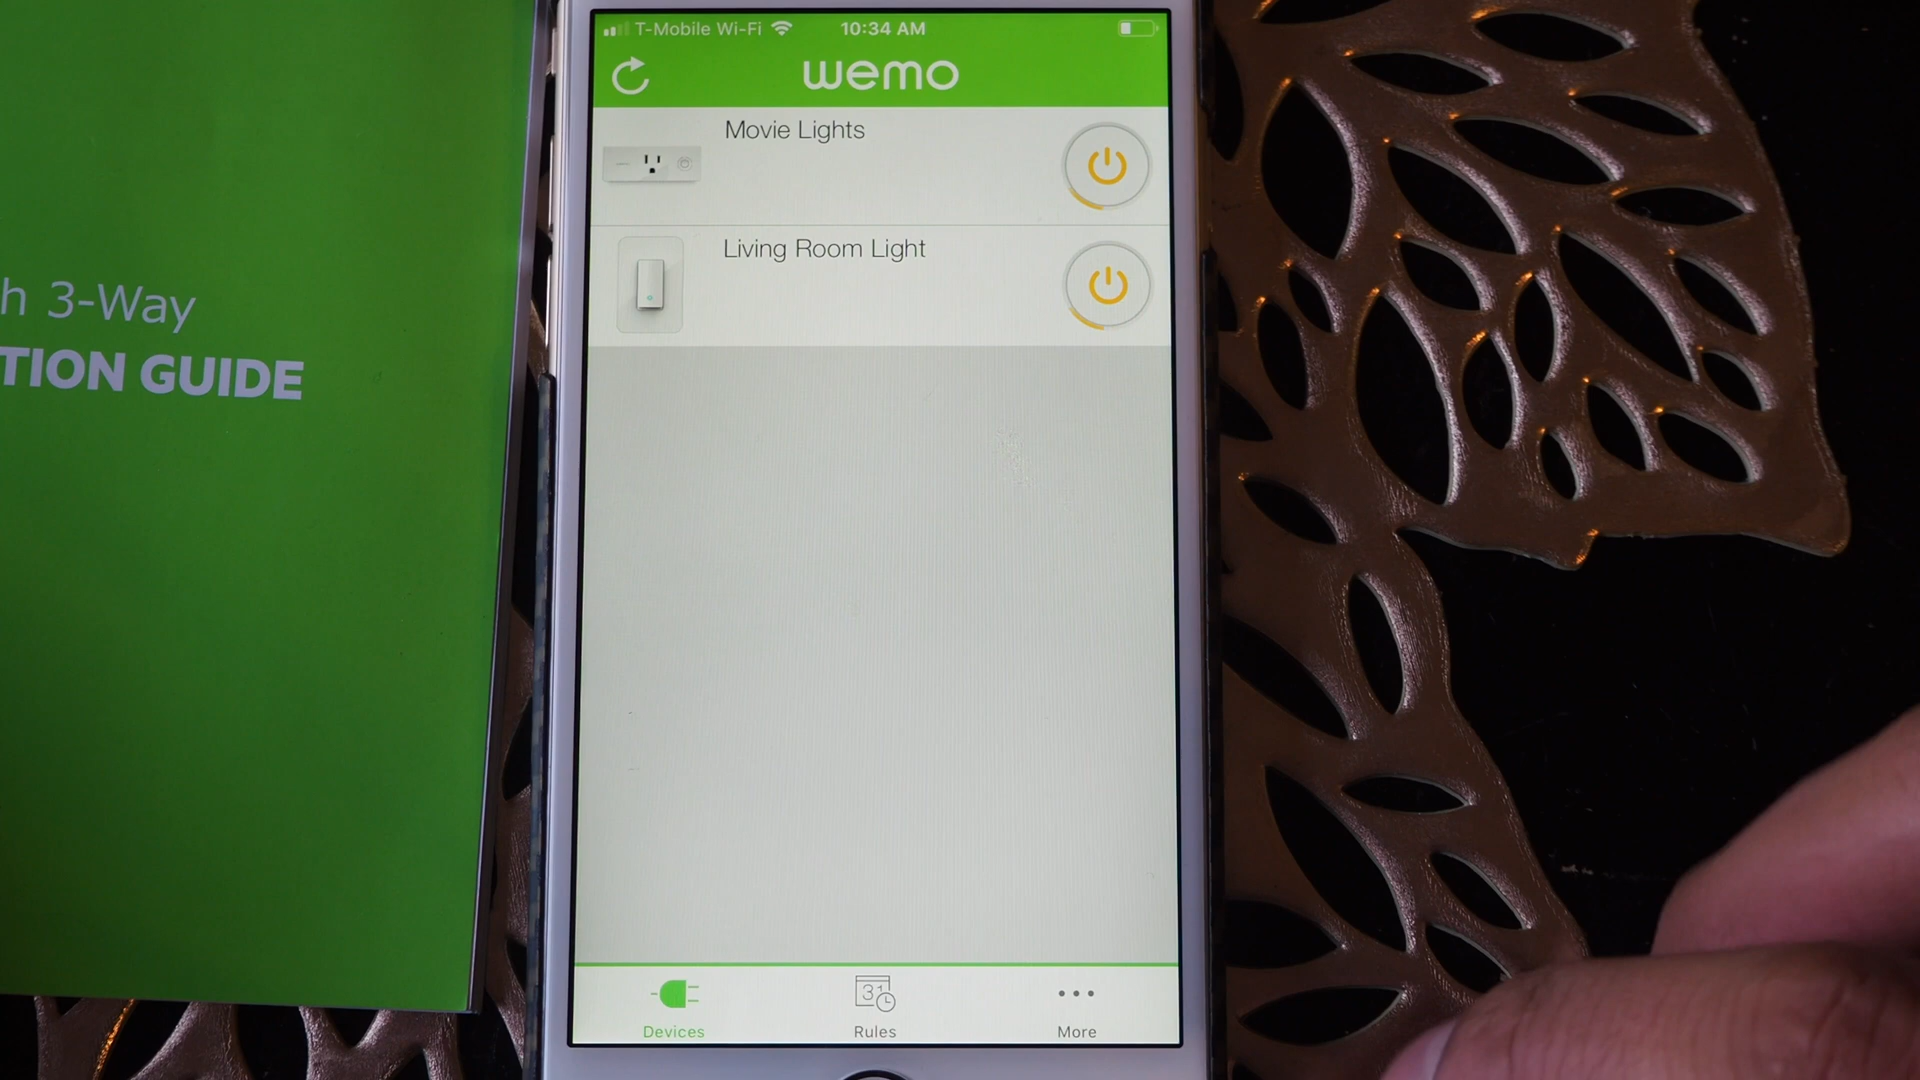 h 3-Way
TION GUIDE
T-Mobile Wi-Fi 10:34 AM
wemo
Movie Lights
Living Room Light
31
Devices Rules More